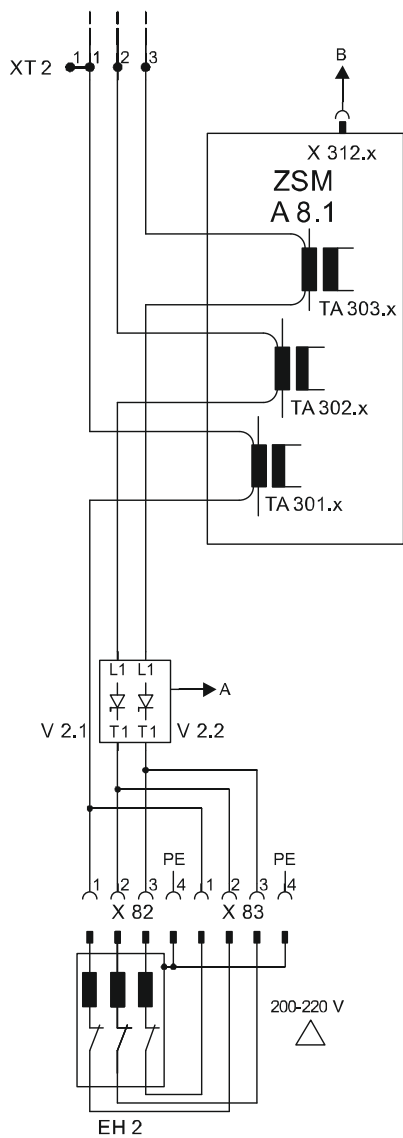 XT 2
1 1 2 3
B
X 312.x
ZSM
A 8.1
TA 303.x
TA 302.x
TA 301.x
L1 L1
A
V 2.1 T1 T1 V 2.2
PE PE
1 2 3 4 1 2 3 4
X 82 X 83
200-220 V
EH 2